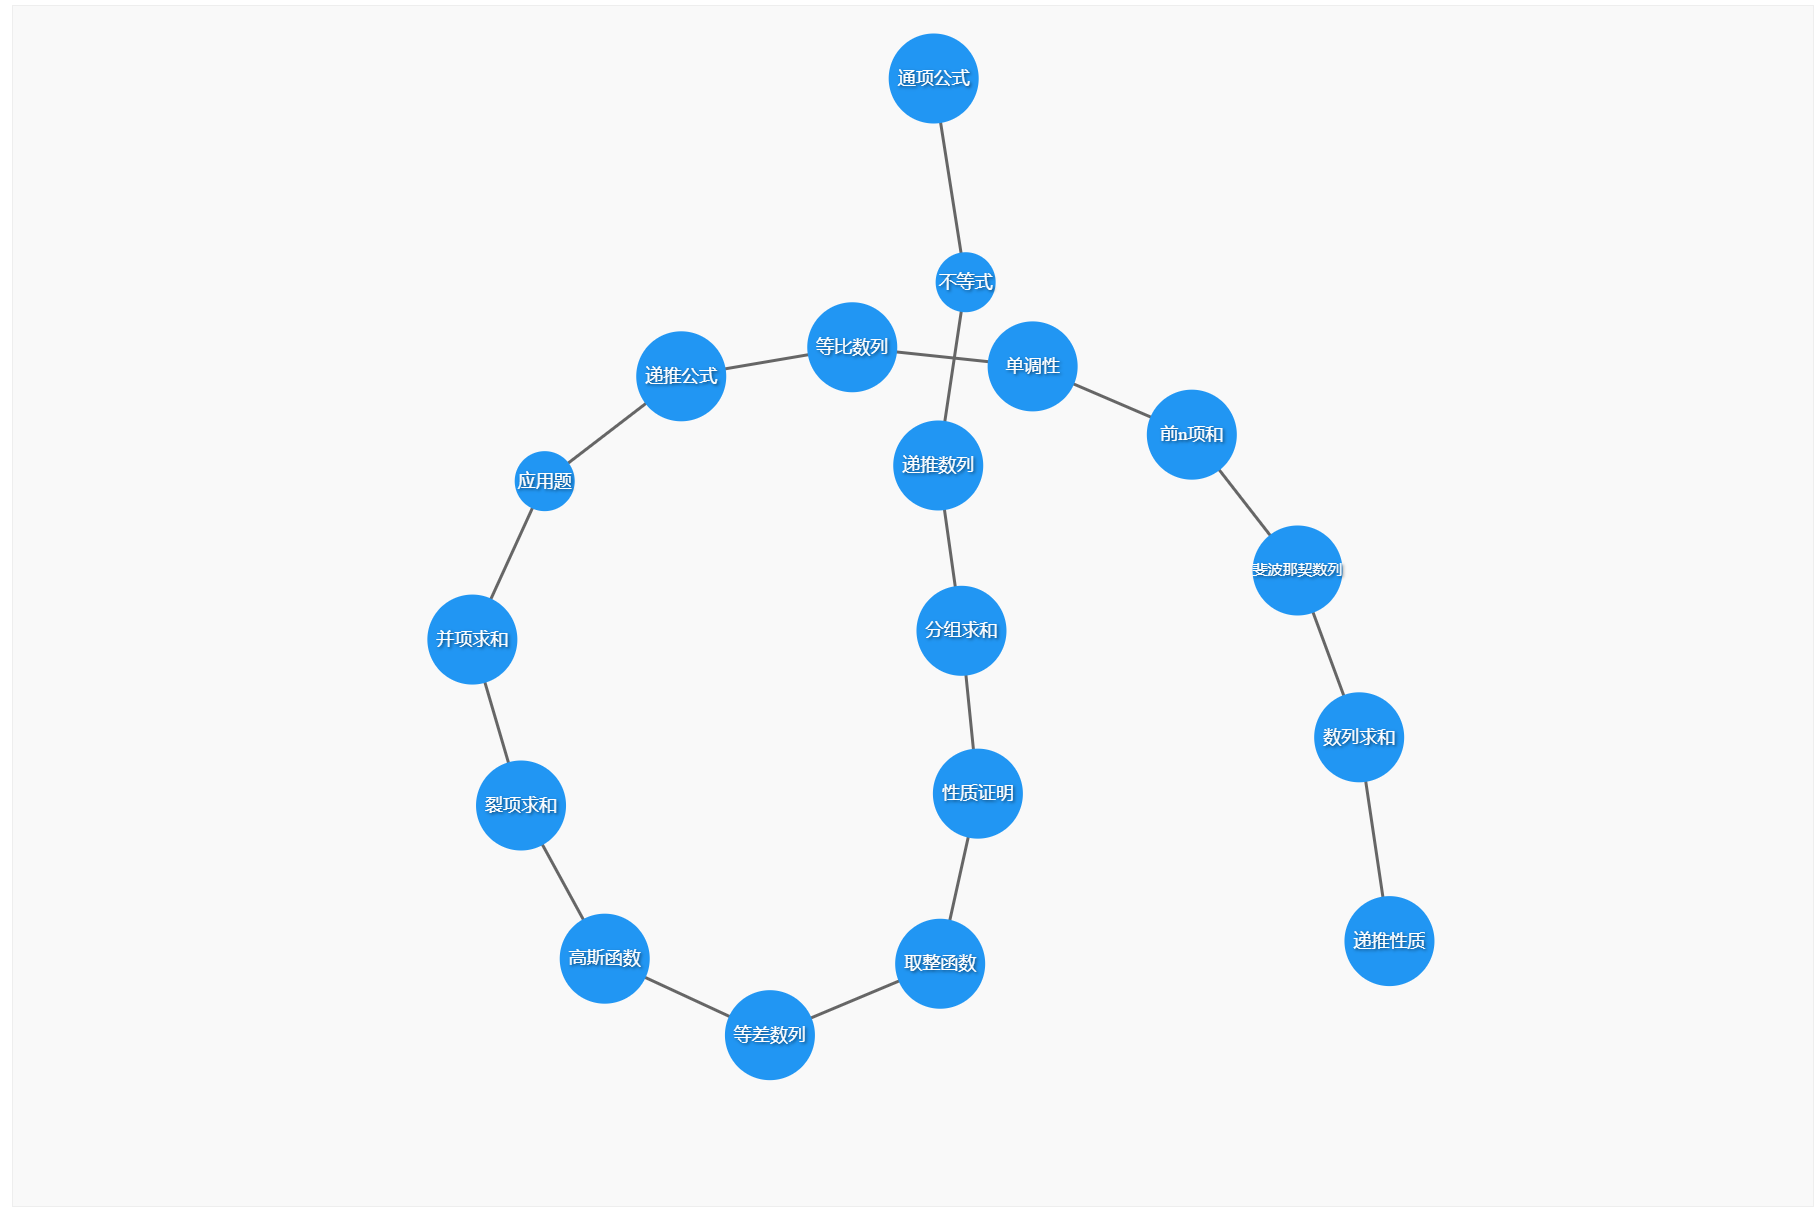 通项公式
不等式
等比数列
单调性
递推公式
前n项和
递推数列
应用题
斐波那契数列
分组求和
并项求和
数列求和
性质证明
裂项求和
递推性质
高斯函数
取整函数
等差数列